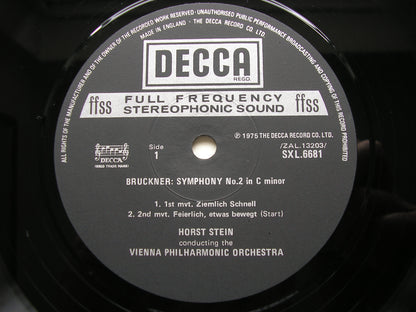 ALL RIGHTS OF THE MANUFACTURER AND OF THE OWNER OF THE RECORDED WORK RESERVED · UNAUTHORISED PUBLIC PERFORMANCE BROADCASTING AND COPYING OF THIS RECORD PROHIBITED
MADE IN ENGLAND · THE DECCA RECORD CO. LTD.
DECCA
REGD.
ffss FULL FREQUENCY ffss
STEREOPHONIC SOUND
℗ 1975 THE DECCA RECORD CO. LTD.
DECCA
Side
1
/ZAL.13203/
SXL.6681
BRUCKNER: SYMPHONY No.2 in C minor
1. 1st mvt. Ziemlich Schnell
2. 2nd mvt. Feierlich, etwas bewegt (Start)
HORST STEIN
conducting the
VIENNA PHILHARMONIC ORCHESTRA